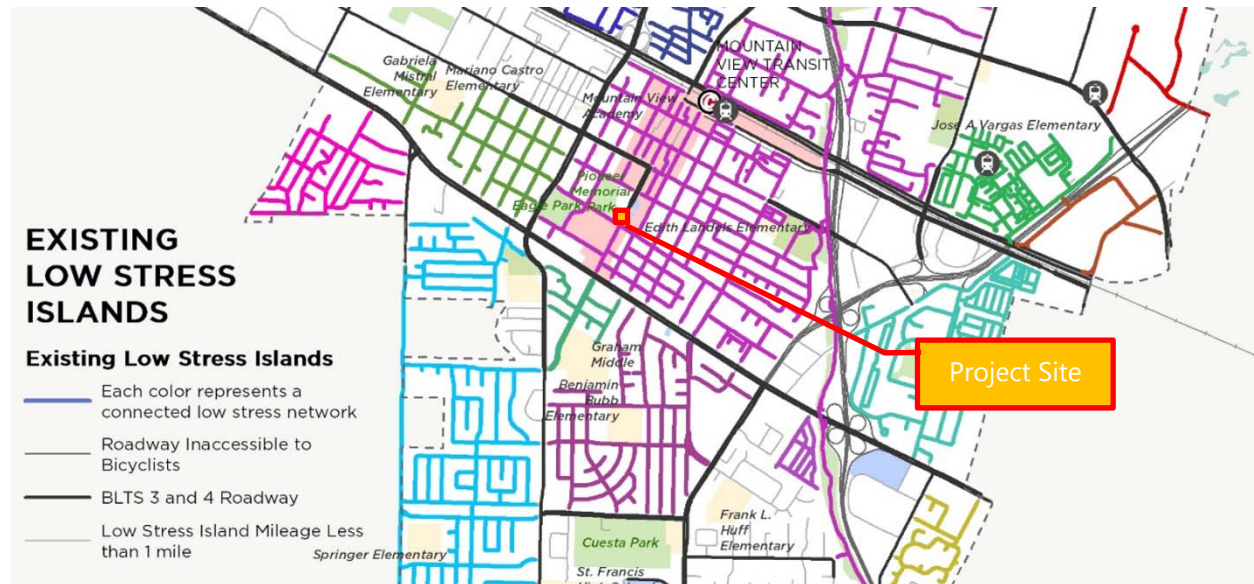 MOUNTAIN
VIEW TRANSIT
CENTER
Gabriela
Mistral
Elementary
Mariano Castro
Elementary
Mountain View
Academy
Jose A Vargas Elementary
Pioneer
Memorial
Park
Eagle Park
Edith Landels Elementary
EXISTING
LOW STRESS
ISLANDS
Existing Low Stress Islands
Each color represents a
connected low stress network
Roadway Inaccessible to
Bicyclists
BLTS 3 and 4 Roadway
Low Stress Island Mileage Less
than 1 mile
Project Site
Graham
Middle
Benjamin
Bubb
Elementary
Springer Elementary
Cuesta Park
Frank L.
Huff
Elementary
St. Francis